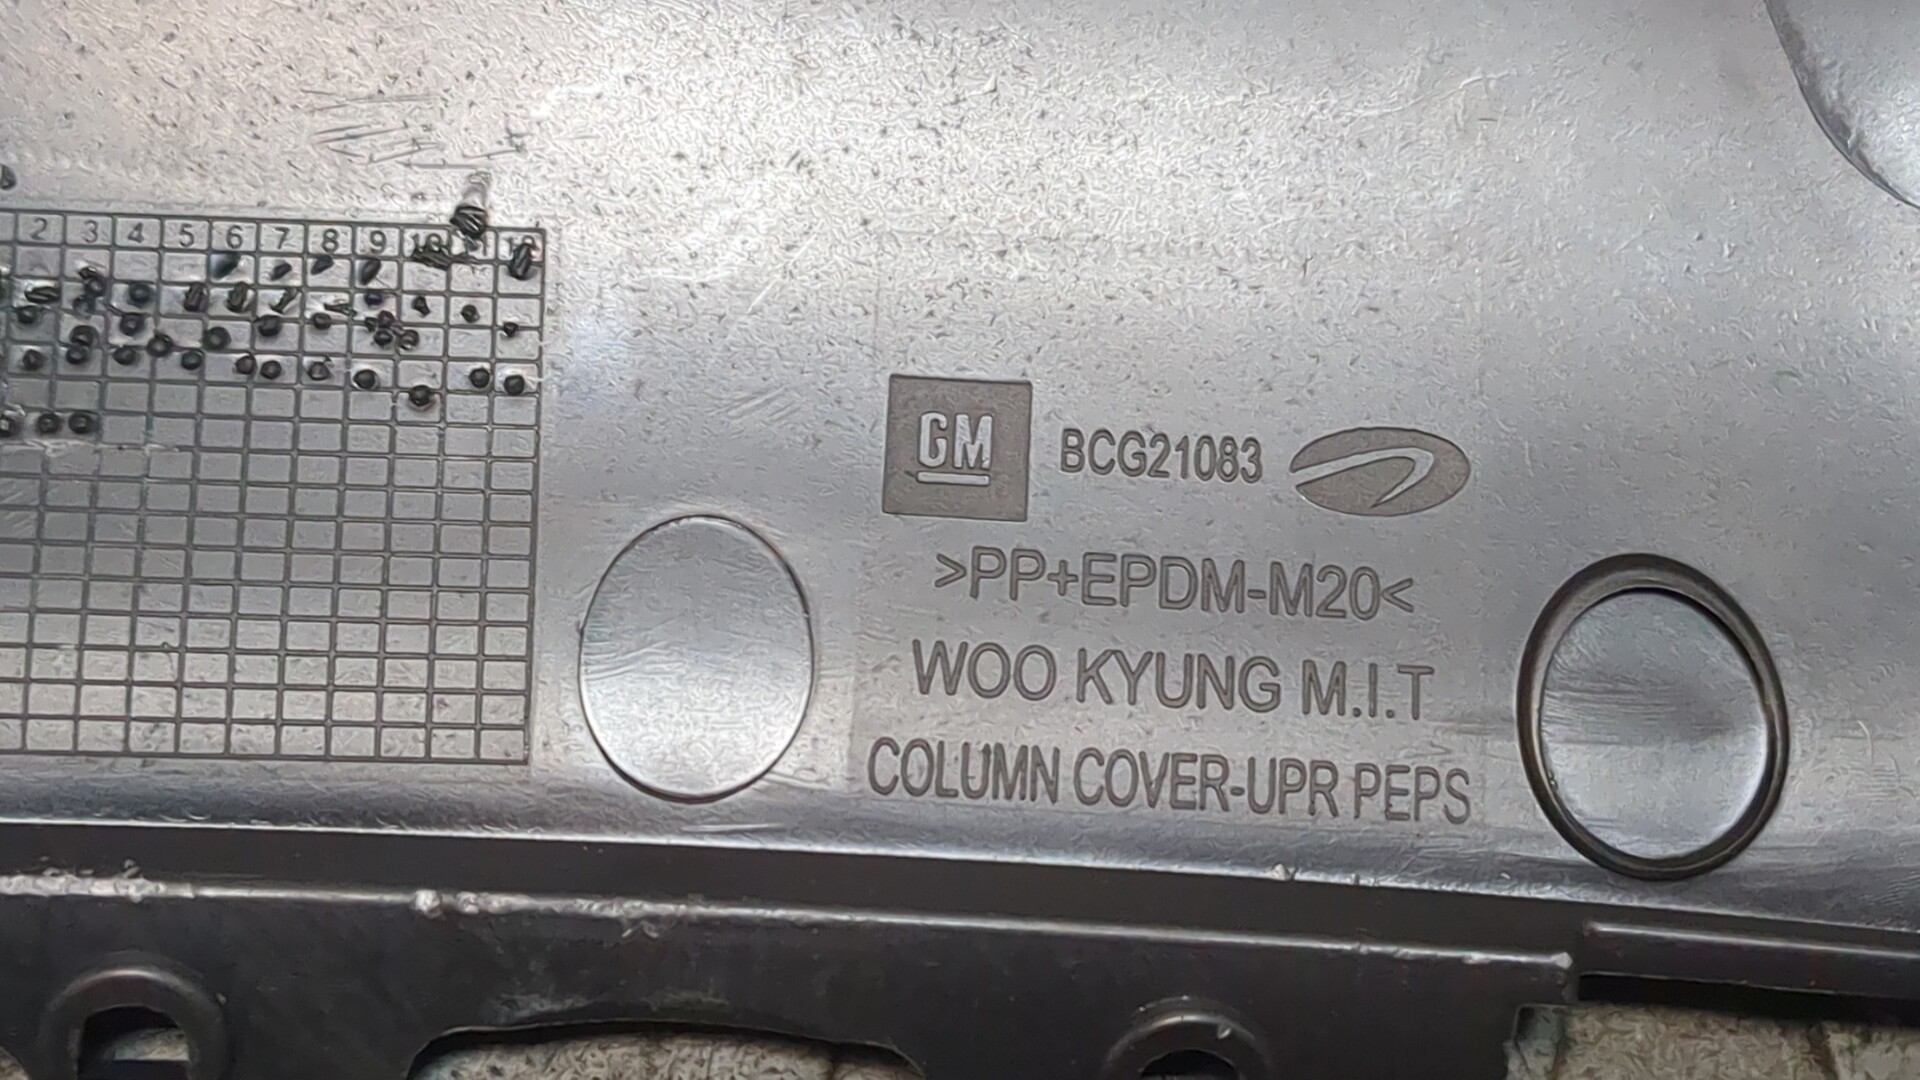 2 3 4 5 6 7 8 9 10
GM BCG21083
>PP+EPDM-M20<
WOO KYUNG M.I.T
COLUMN COVER-UPR PEPS